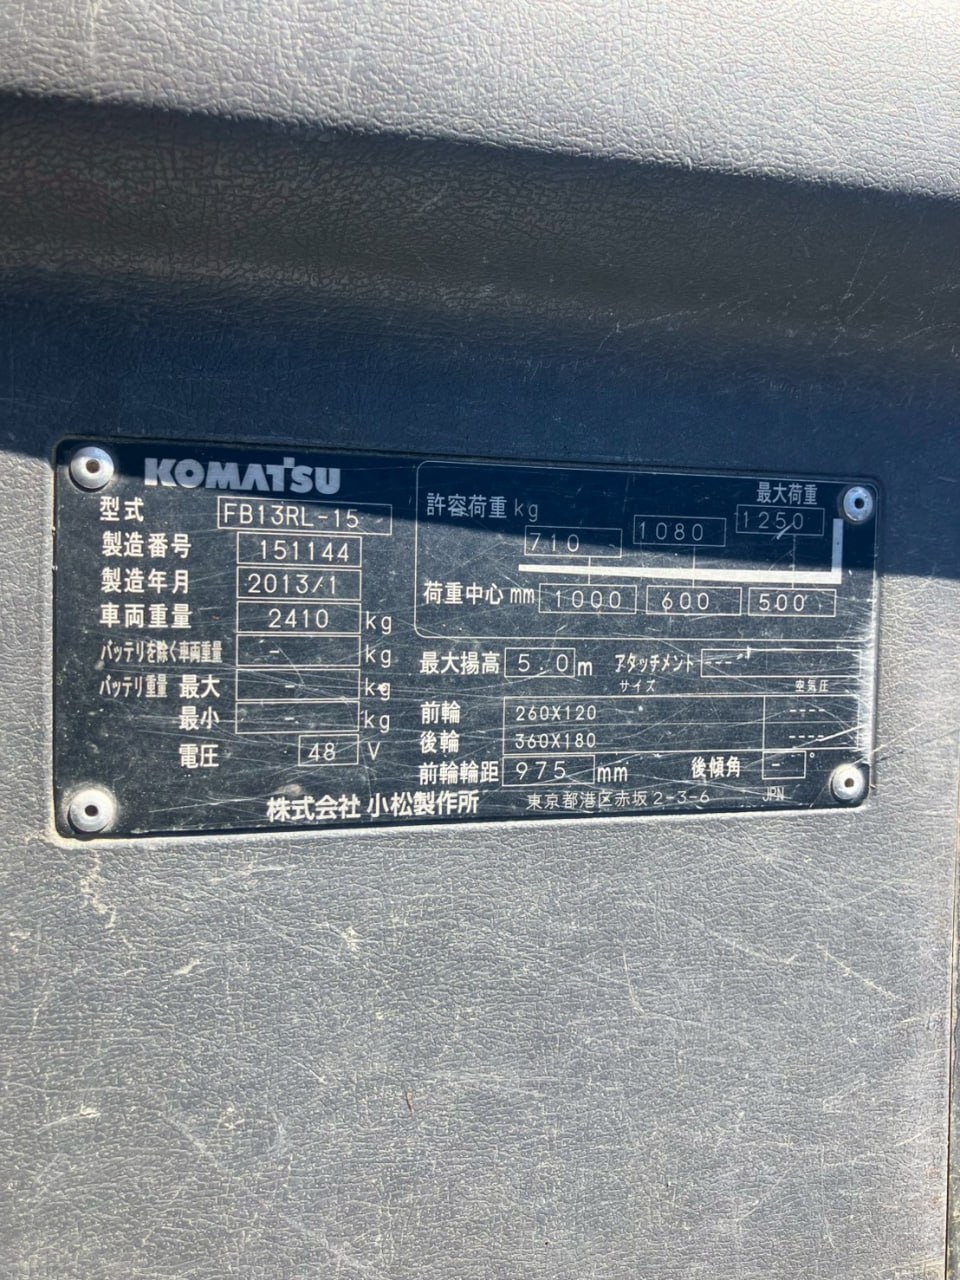 KOMATSU
型式 FB13RL-15
製造番号 151144
製造年月 2013/1
車両重量 2410 kg
バッテリを除く車両重量 - kg
バッテリ重量 最大 - kg
最小 - kg
電圧 48 V
許容荷重 kg
最大荷重
710 1080 1250
荷重中心 mm 1000 600 500
最大揚高 5.0 m アタッチメント ---
サイズ 空気圧
前輪 260X120 ----
後輪 360X180 ----
前輪輪距 975 mm 後傾角 - °
株式会社 小松製作所 東京都港区赤坂 2-3-6 JPN